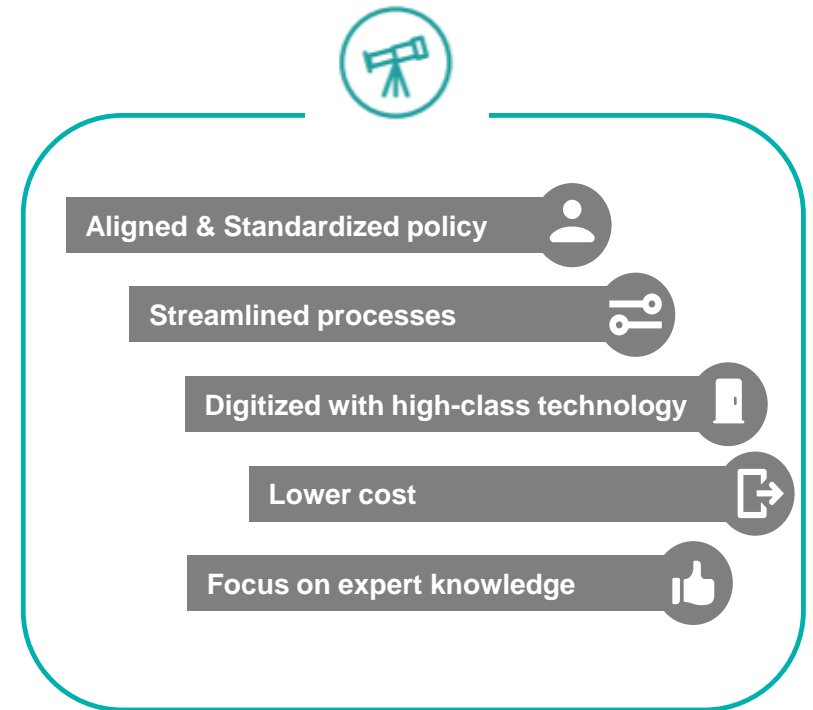 Aligned & Standardized policy
Streamlined processes
Digitized with high-class technology
Lower cost
Focus on expert knowledge